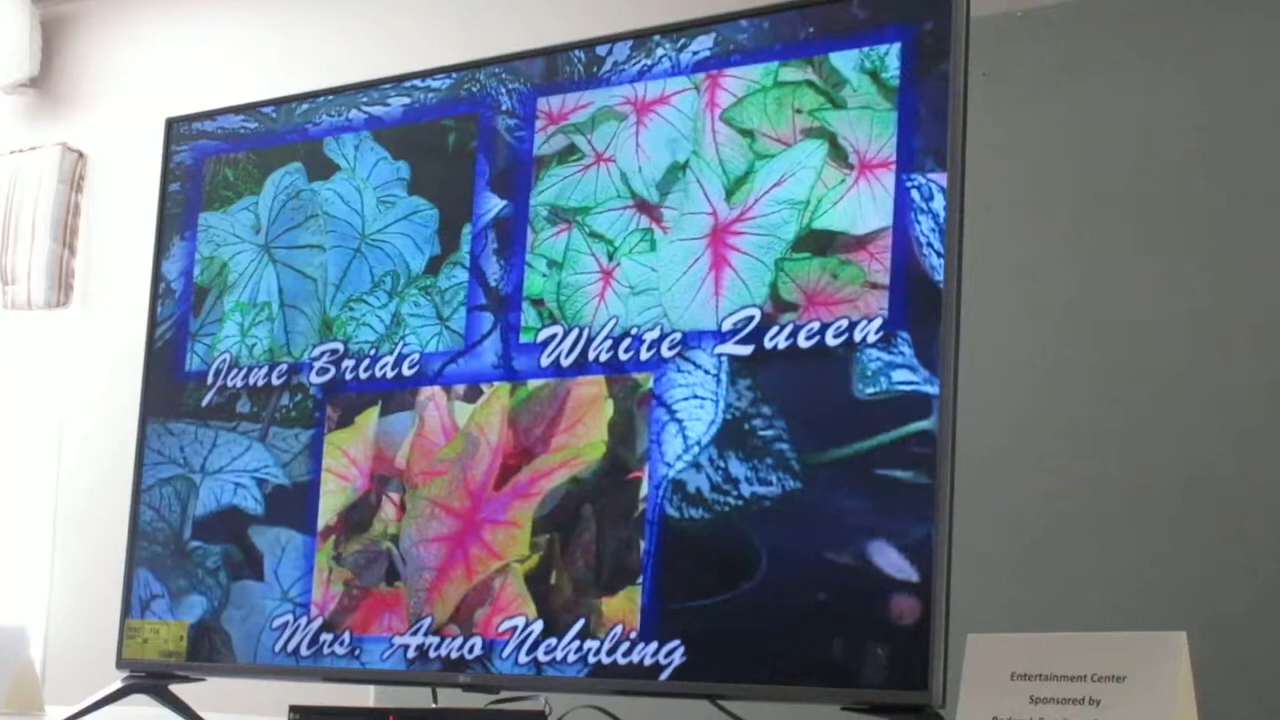 June Bride
White Queen
Mrs. Arno Nehrling
Entertainment Center
Sponsored by